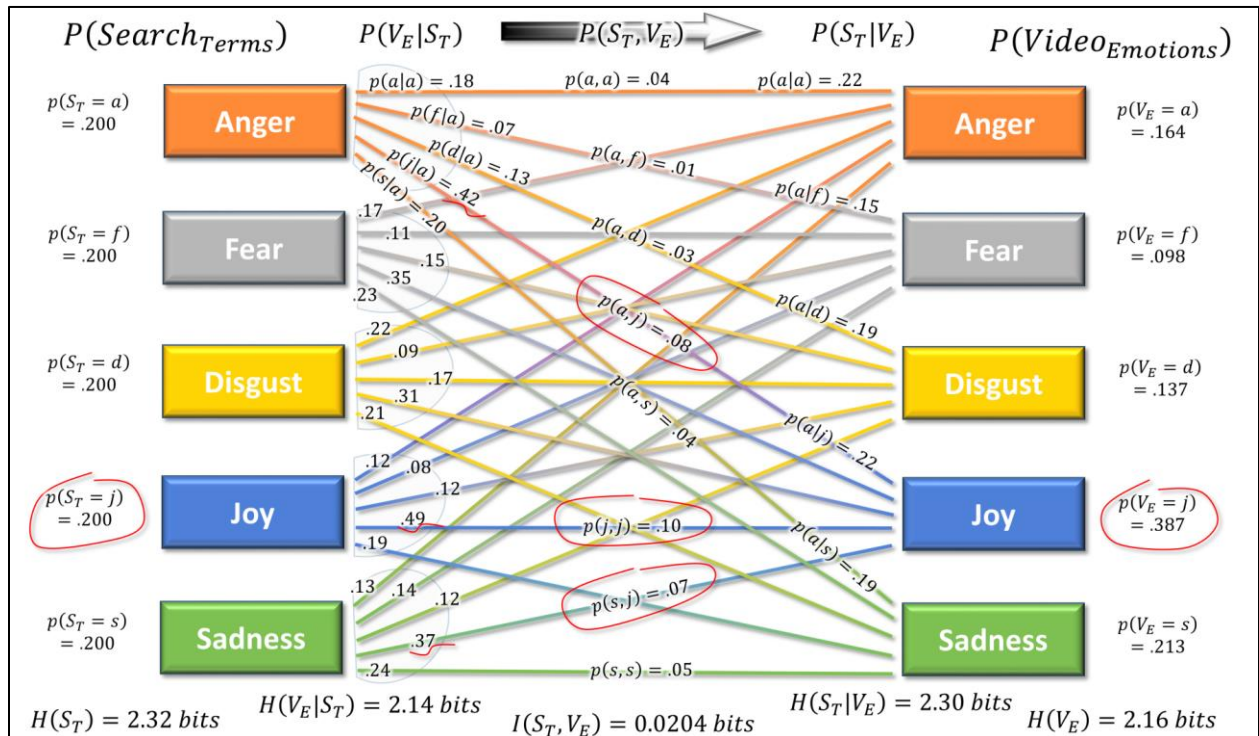 P(Search_Terms)
P(V_E|S_T)
P(S_T, V_E)
P(S_T|V_E)
P(Video_Emotions)
p(S_T = a)
= .200
Anger
p(a|a) = .18
p(a, a) = .04
p(a|a) = .22
Anger
p(V_E = a)
= .164
p(f|a) = .07
p(a, f) = .01
p(a|f) = .15
p(d|a) = .13
p(a, d) = .03
p(a|d) = .19
p(j|a) = .42
p(a, j) = .08
p(a|j) = .22
p(s|a) = .20
p(a, s) = .04
p(a|s) = .19
p(S_T = f)
= .200
Fear
.17
.11
.15
.35
.23
Fear
p(V_E = f)
= .098
p(S_T = d)
= .200
Disgust
.22
.09
.17
.31
.21
Disgust
p(V_E = d)
= .137
p(S_T = j)
= .200
Joy
.12
.08
.12
.49
.19
p(j, j) = .10
Joy
p(V_E = j)
= .387
p(S_T = s)
= .200
Sadness
.13
.14
.12
.37
.24
p(s, j) = .07
p(s, s) = .05
Sadness
p(V_E = s)
= .213
H(S_T) = 2.32 bits
H(V_E|S_T) = 2.14 bits
I(S_T, V_E) = 0.0204 bits
H(S_T|V_E) = 2.30 bits
H(V_E) = 2.16 bits